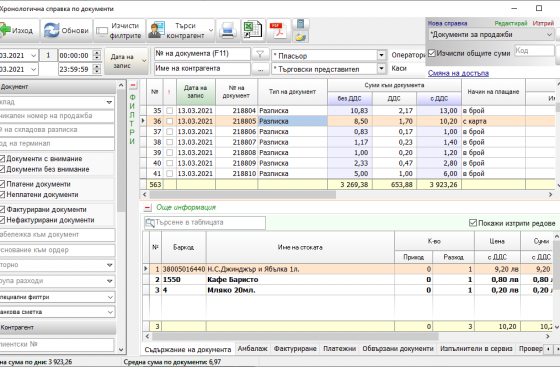 Хронологична справка по документи
Изход
Обнови
Изчисти филтрите
Търси контрагент
Нова справка Редактирай Изтрий
*Документи за продажби
Изчисли общите суми
Код
Смяна на достъпа
03.2021 1 00:00:00
03.2021 23:59:59
Дата на запис
№ на документа (F11)
Име на контрагента
* Пласьор
* Търговски представител
Оператори
Каси
Документ
склад
никален номер на продажба
№ на складова разписка
од на терминал
Документи с внимание
Документи без внимание
Платени документи
Неплатени документи
Фактурирани документи
Нефактурирани документи
абележка към документ
снование към ордер
торно
рупа разходи
пециални филтри
анкова сметка
Контрагент
ментски №
ФИЛТРИ
№ ! Дата на запис № на документ Тип на документ Суми към документ Начин на плащане
без ДДС ДДС с ДДС
35 13.03.2021 218804 Разписка 10,83 2,17 13,00 в брой
36 13.03.2021 218805 Разписка 8,50 1,70 10,20 с карта
37 13.03.2021 218806 Разписка 0,83 0,17 1,00 в брой
38 13.03.2021 218807 Разписка 1,17 0,23 1,40 в брой
39 13.03.2021 218808 Разписка 1,00 0,20 1,20 в брой
40 13.03.2021 218809 Разписка 2,33 0,47 2,80 в брой
41 13.03.2021 218810 Разписка 5,00 1,00 6,00 в брой
563 3 269,38 653,88 3 923,26
Още информация
Търсене в таблицата
Покажи изтрити редове
№ Баркод Име на стоката К-во Цена Суми
Приход Разход с ДДС с ДДС
1 38005016440 Н.С.Джинджър и Ябълка 1л. 0 1 9,20 лв 9,20
2 1550 Кафе Баристо 0 1 0,80 лв 0,80
3 4 Мляко 20мл. 0 1 0,20 лв 0,20
3 0 3 10,20 10,20
Съдържание на документа Амбалаж Фактуриране Платежни Обвързани документи Изпълнители в сервиз Провер
на сума по дни: 3 923,26 Средна сума по документи: 6,97